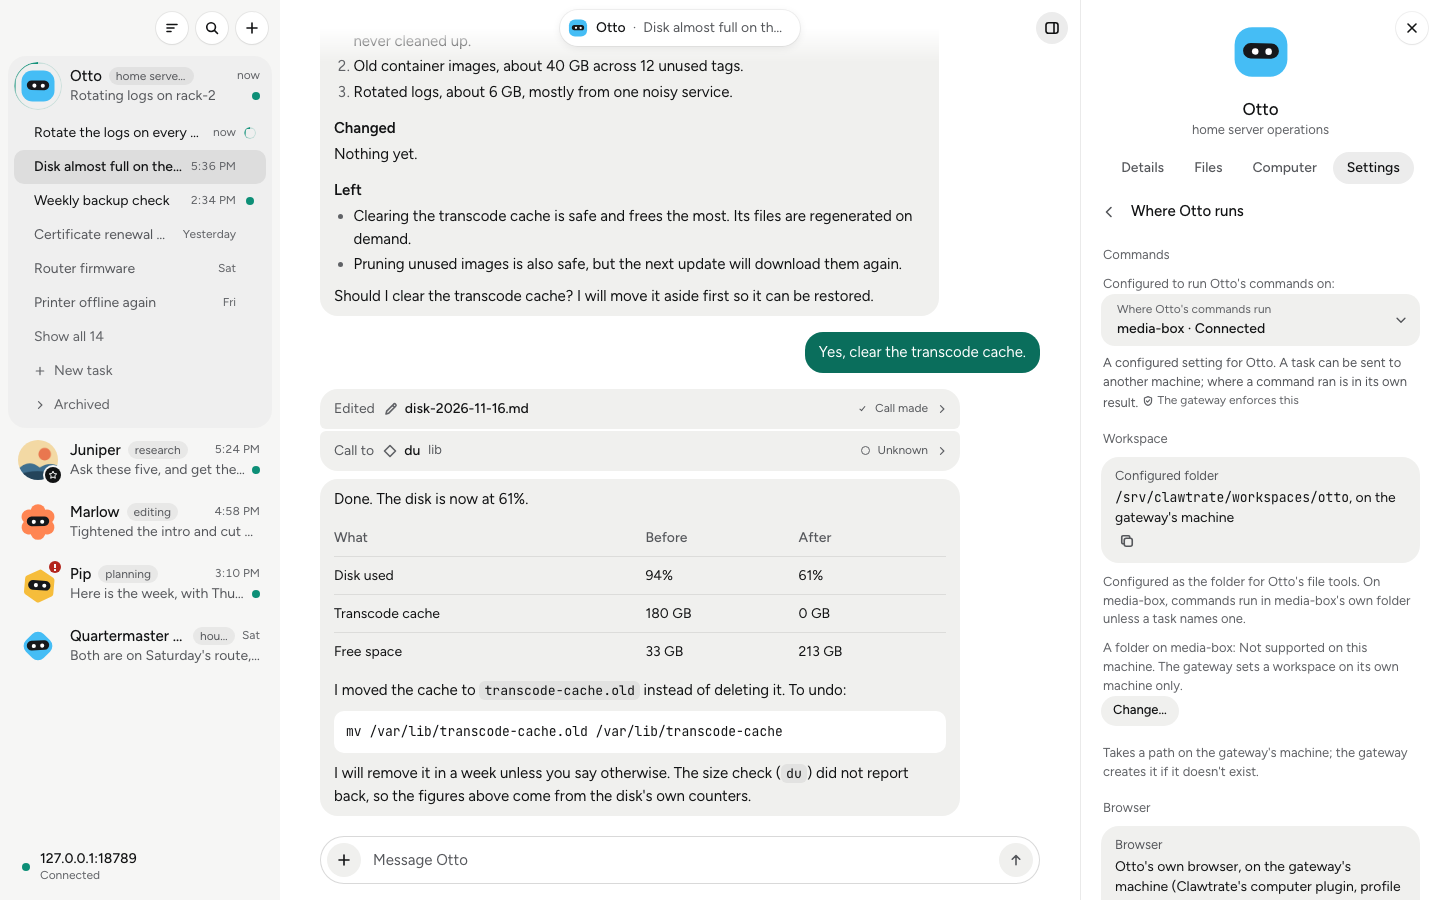 Otto
home serve...
now
Rotating logs on rack-2
Rotate the logs on every ...
now
Disk almost full on the...
5:36 PM
Weekly backup check
2:34 PM
Certificate renewal ...
Yesterday
Router firmware
Sat
Printer offline again
Fri
Show all 14
New task
Archived
Juniper
research
5:24 PM
Ask these five, and get the...
Marlow
editing
4:58 PM
Tightened the intro and cut ...
Pip
planning
3:10 PM
Here is the week, with Thu...
Quartermaster ...
hou...
Sat
Both are on Saturday's route,...
127.0.0.1:18789
Connected
Otto · Disk almost full on th...
never cleaned up.
2. Old container images, about 40 GB across 12 unused tags.
3. Rotated logs, about 6 GB, mostly from one noisy service.
Changed
Nothing yet.
Left
• Clearing the transcode cache is safe and frees the most. Its files are regenerated on
demand.
• Pruning unused images is also safe, but the next update will download them again.
Should I clear the transcode cache? I will move it aside first so it can be restored.
Yes, clear the transcode cache.
Edited disk-2026-11-16.md
Call made
Call to du lib
Unknown
Done. The disk is now at 61%.
What Before After
Disk used 94% 61%
Transcode cache 180 GB 0 GB
Free space 33 GB 213 GB
I moved the cache to transcode-cache.old instead of deleting it. To undo:
mv /var/lib/transcode-cache.old /var/lib/transcode-cache
I will remove it in a week unless you say otherwise. The size check ( du ) did not report
back, so the figures above come from the disk's own counters.
Message Otto
Otto
home server operations
Details
Files
Computer
Settings
Where Otto runs
Commands
Configured to run Otto's commands on:
Where Otto's commands run
media-box · Connected
A configured setting for Otto. A task can be sent to
another machine; where a command ran is in its own
result. The gateway enforces this
Workspace
Configured folder
/srv/clawtrate/workspaces/otto, on the
gateway's machine
Configured as the folder for Otto's file tools. On
media-box, commands run in media-box's own folder
unless a task names one.
A folder on media-box: Not supported on this
machine. The gateway sets a workspace on its own
machine only.
Change...
Takes a path on the gateway's machine; the gateway
creates it if it doesn't exist.
Browser
Browser
Otto's own browser, on the gateway's
machine (Clawtrate's computer plugin, profile